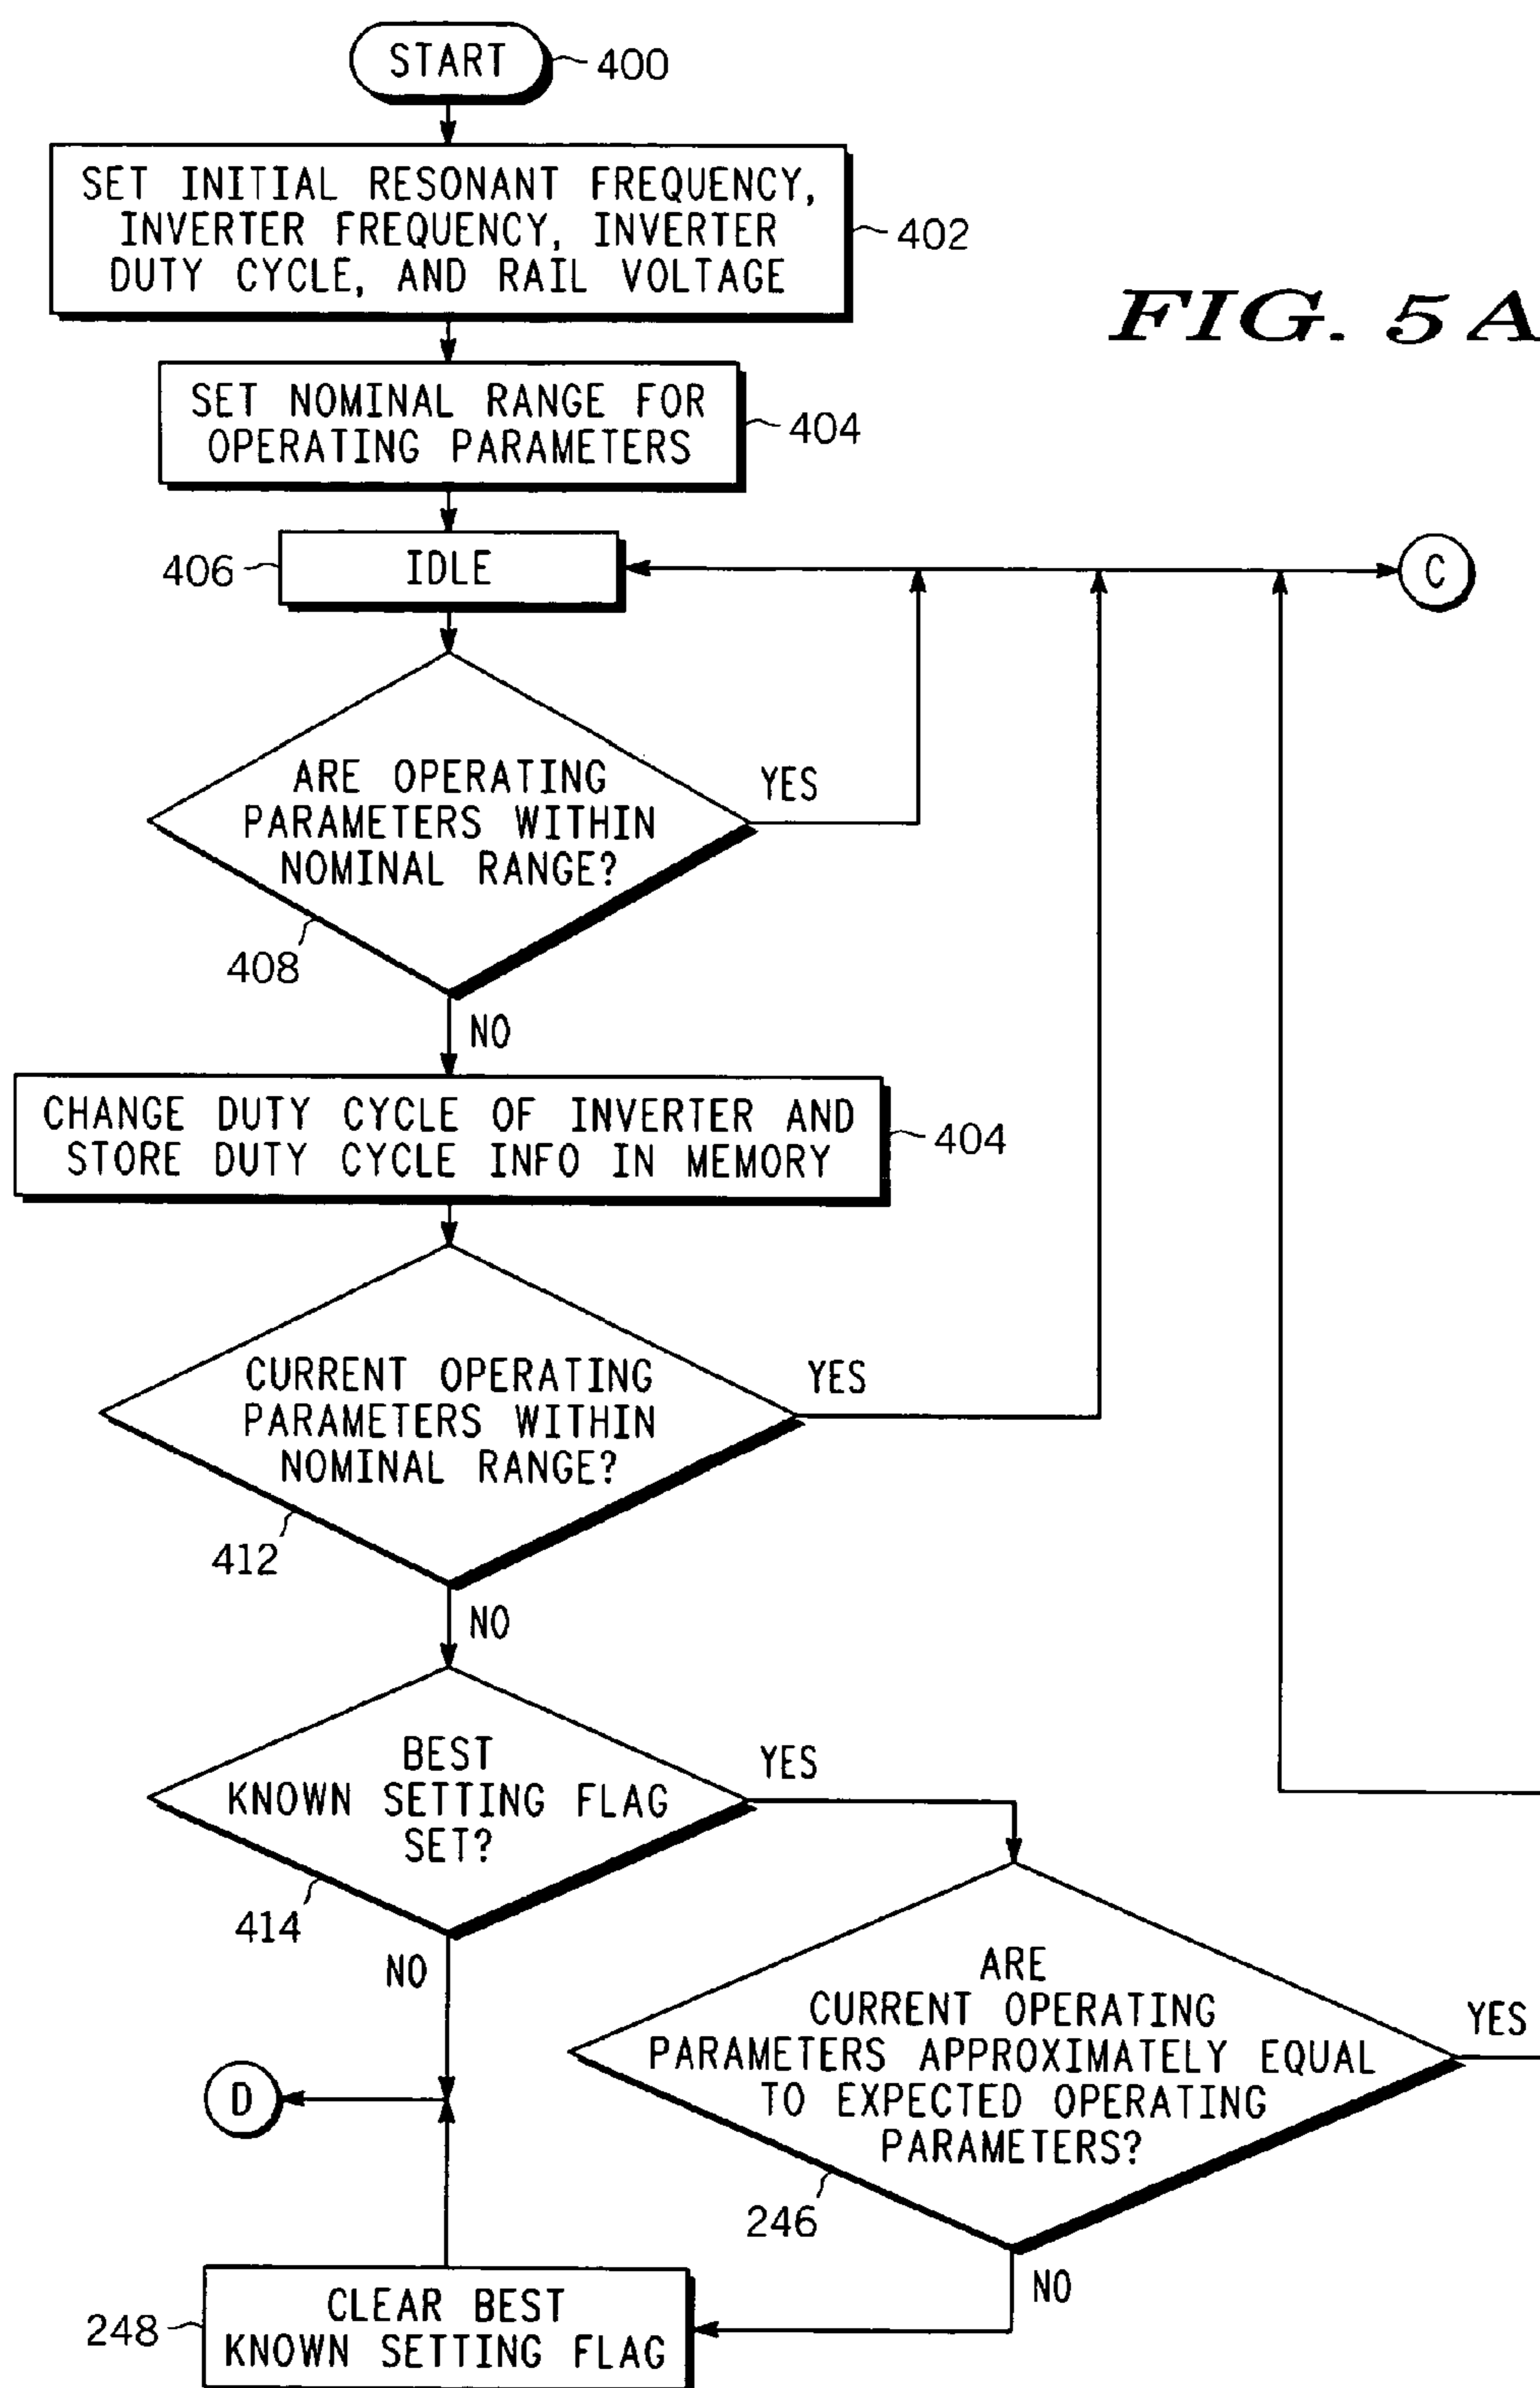 START
400
SET INITIAL RESONANT FREQUENCY,
INVERTER FREQUENCY, INVERTER
DUTY CYCLE, AND RAIL VOLTAGE
402
FIG. 5A
SET NOMINAL RANGE FOR
OPERATING PARAMETERS
404
406
IDLE
C
ARE OPERATING
PARAMETERS WITHIN
NOMINAL RANGE?
YES
408
NO
CHANGE DUTY CYCLE OF INVERTER AND
STORE DUTY CYCLE INFO IN MEMORY
404
CURRENT OPERATING
PARAMETERS WITHIN
NOMINAL RANGE?
YES
412
NO
BEST
KNOWN SETTING FLAG
SET?
YES
414
NO
ARE
CURRENT OPERATING
PARAMETERS APPROXIMATELY EQUAL
TO EXPECTED OPERATING
PARAMETERS?
YES
D
246
NO
248
CLEAR BEST
KNOWN SETTING FLAG